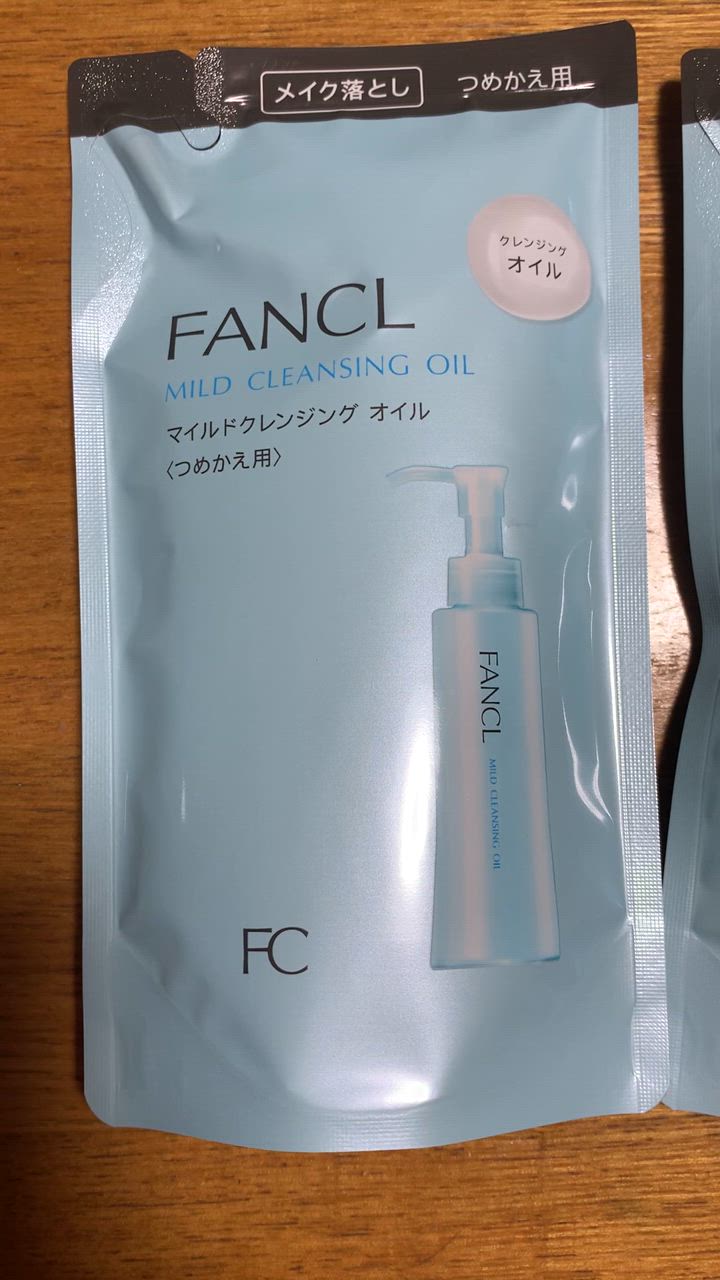 メイク落とし つめかえ用
クレンジング
オイル
FANCL
MILD CLEANSING OIL
マイルドクレンジング オイル
〈つめかえ用〉
FANCL MILD CLEANSING OIL
FC